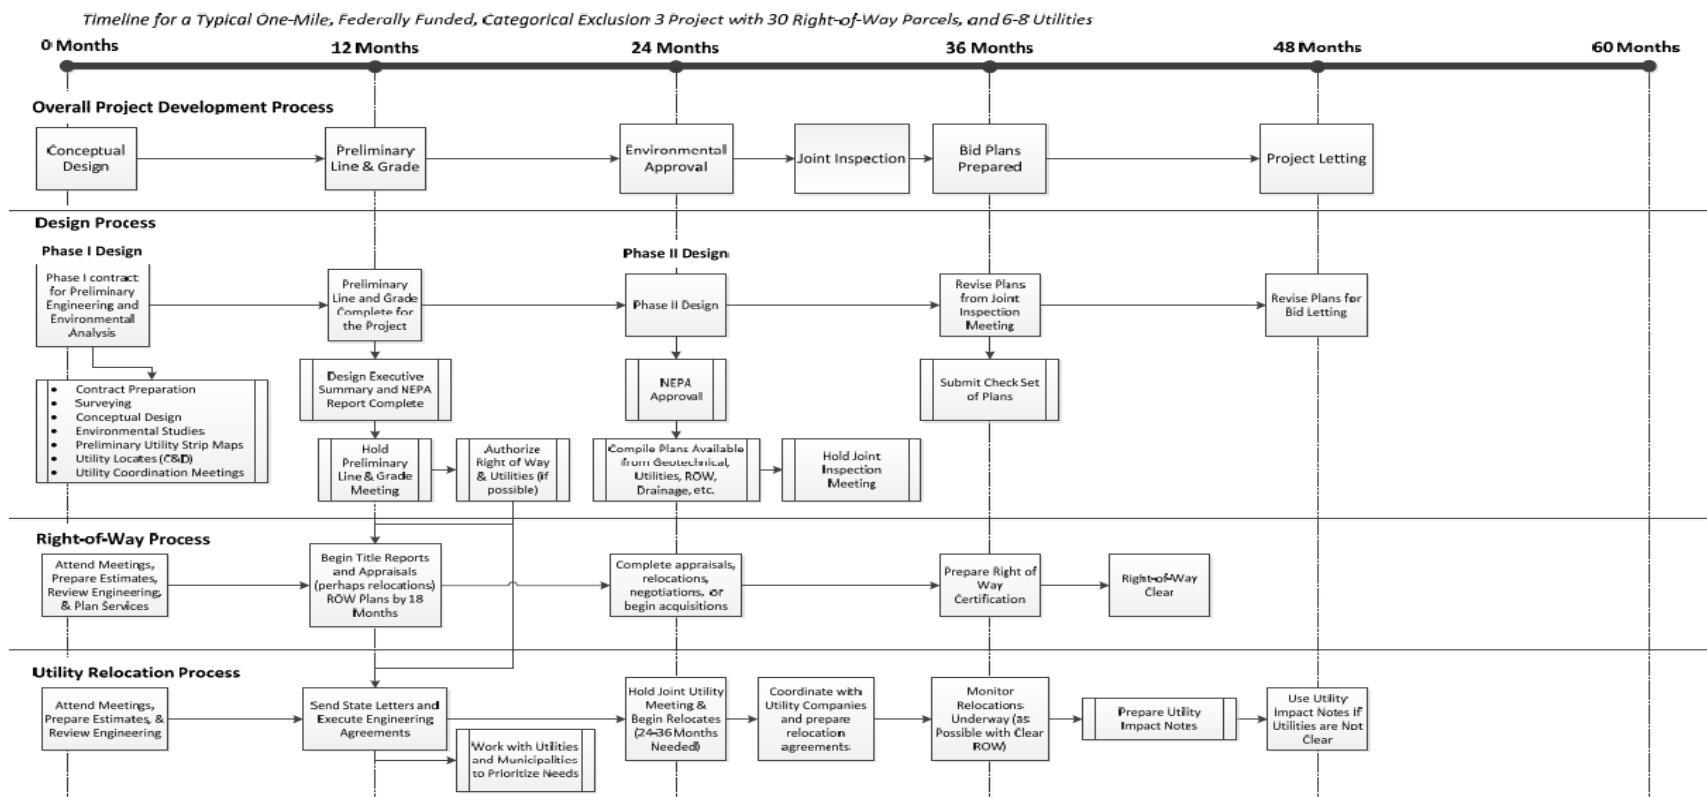 Timeline for a Typical One-Mile, Federally Funded, Categorical Exclusion 3 Project with 30 Right-of-Way Parcels, and 6-8 Utilities
0 Months
12 Months
24 Months
36 Months
48 Months
60 Months
Overall Project Development Process
Conceptual
Design
Preliminary
Line & Grade
Environmental
Approval
Joint Inspection
Bid Plans
Prepared
Project Letting
Design Process
Phase I Design
Phase I contract
for Preliminary
Engineering and
Environmental
Analysis
Preliminary
Line and Grade
Complete for
the Project
Phase II Design
Phase II Design
Revise Plans
from Joint
Inspection
Meeting
Revise Plans for
Bid Letting
• Contract Preparation
• Surveying
• Conceptual Design
• Environmental Studies
• Preliminary Utility Strip Maps
• Utility Locates (C&D)
• Utility Coordination Meetings
Design Executive
Summary and NEPA
Report Complete
NEPA
Approval
Submit Check Set
of Plans
Hold
Preliminary
Line & Grade
Meeting
Authorize
Right of Way
& Utilities (if
possible)
Compile Plans Available
from Geotechnical,
Utilities, ROW,
Drainage, etc.
Hold Joint
Inspection
Meeting
Right-of-Way Process
Attend Meetings,
Prepare Estimates,
Review Engineering,
& Plan Services
Begin Title Reports
and Appraisals
(perhaps relocations)
ROW Plans by 18
Months
Complete appraisals,
relocations,
negotiations, or
begin acquisitions
Prepare Right of
Way
Certification
Right-of-Way
Clear
Utility Relocation Process
Attend Meetings,
Prepare Estimates, &
Review Engineering
Send State Letters and
Execute Engineering
Agreements
Work with Utilities
and Municipalities
to Prioritize Needs
Hold Joint Utility
Meeting &
Begin Relocates
(24-36 Months
Needed)
Coordinate with
Utility Companies
and prepare
relocation
agreements
Monitor
Relocations
Underway (as
Possible with Clear
ROW)
Prepare Utility
Impact Notes
Use Utility
Impact Notes if
Utilities are Not
Clear